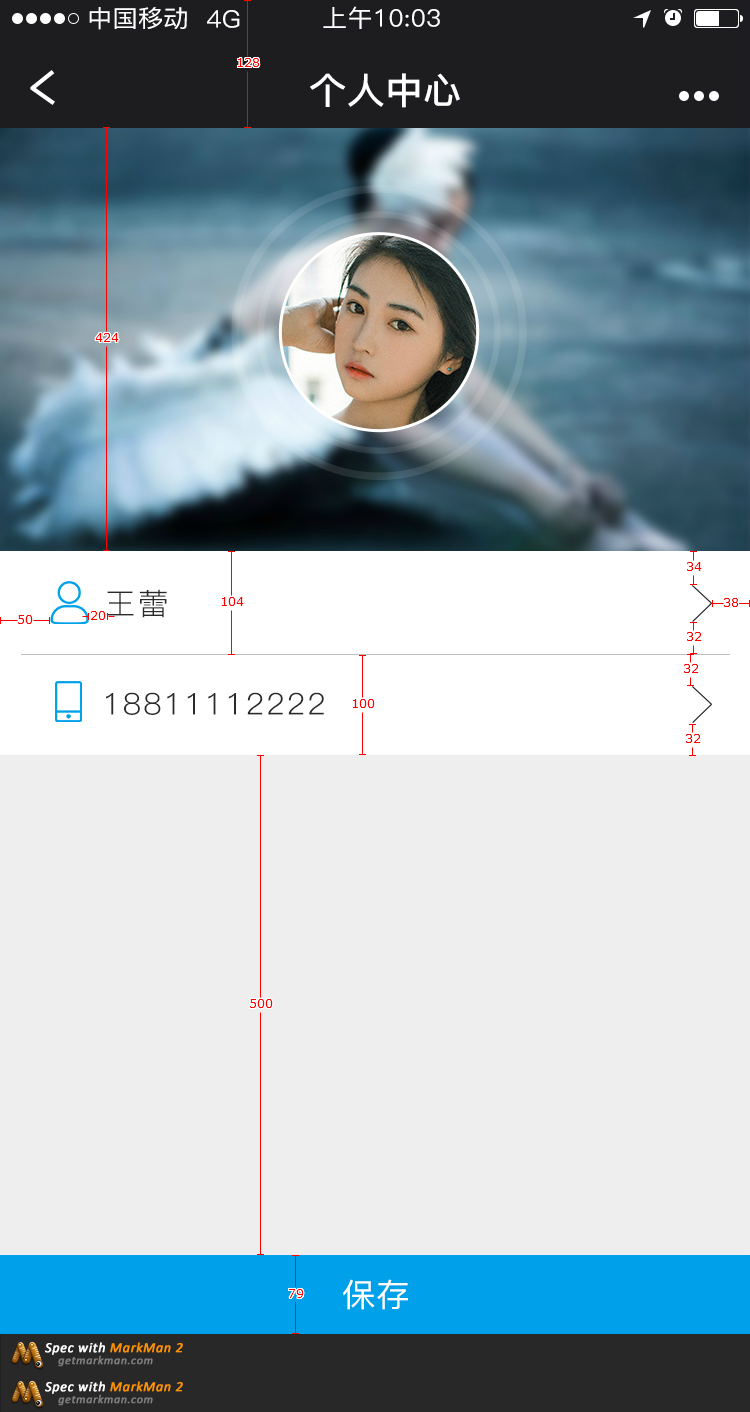 中国移动 4G 上午10:03
128
个人中心
424
34
50 20 王蕾 104 38
32
32
18811112222 100
32
500
79 保存
Spec with MarkMan 2
getmarkman.com
Spec with MarkMan 2
getmarkman.com